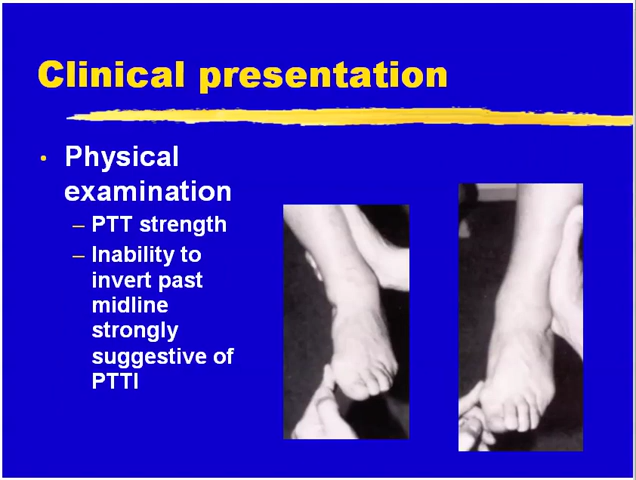 Clinical presentation
• Physical
examination
– PTT strength
– Inability to
invert past
midline
strongly
suggestive of
PTTI